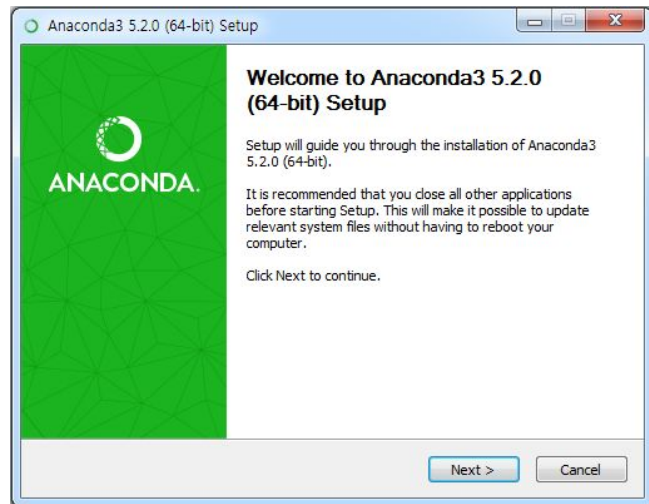 Anaconda3 5.2.0 (64-bit) Setup
ANACONDA.
Welcome to Anaconda3 5.2.0
(64-bit) Setup
Setup will guide you through the installation of Anaconda3
5.2.0 (64-bit).
It is recommended that you close all other applications
before starting Setup. This will make it possible to update
relevant system files without having to reboot your
computer.
Click Next to continue.
Next >
Cancel